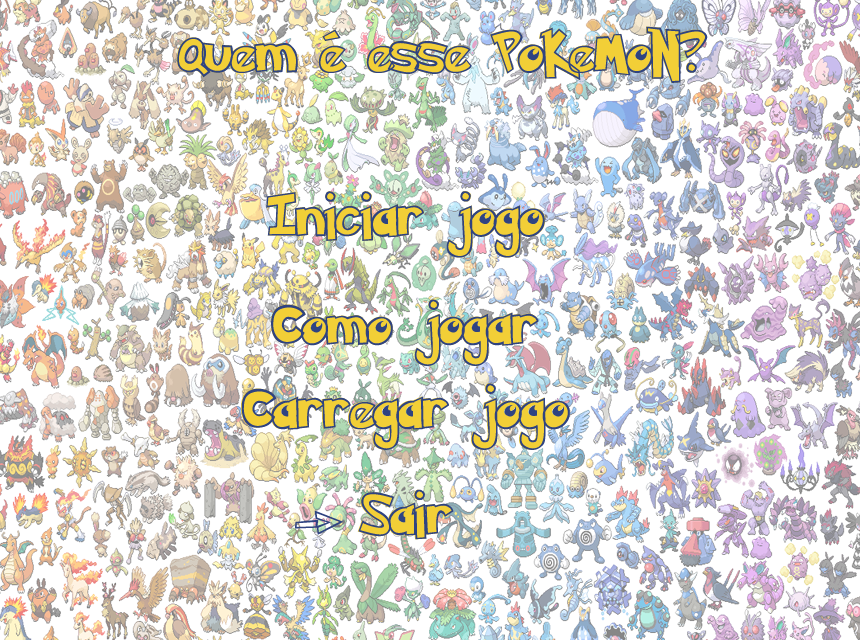 Quem é esse PoKeMoN?
Iniciar jogo
Como jogar
Carregar jogo
Sair